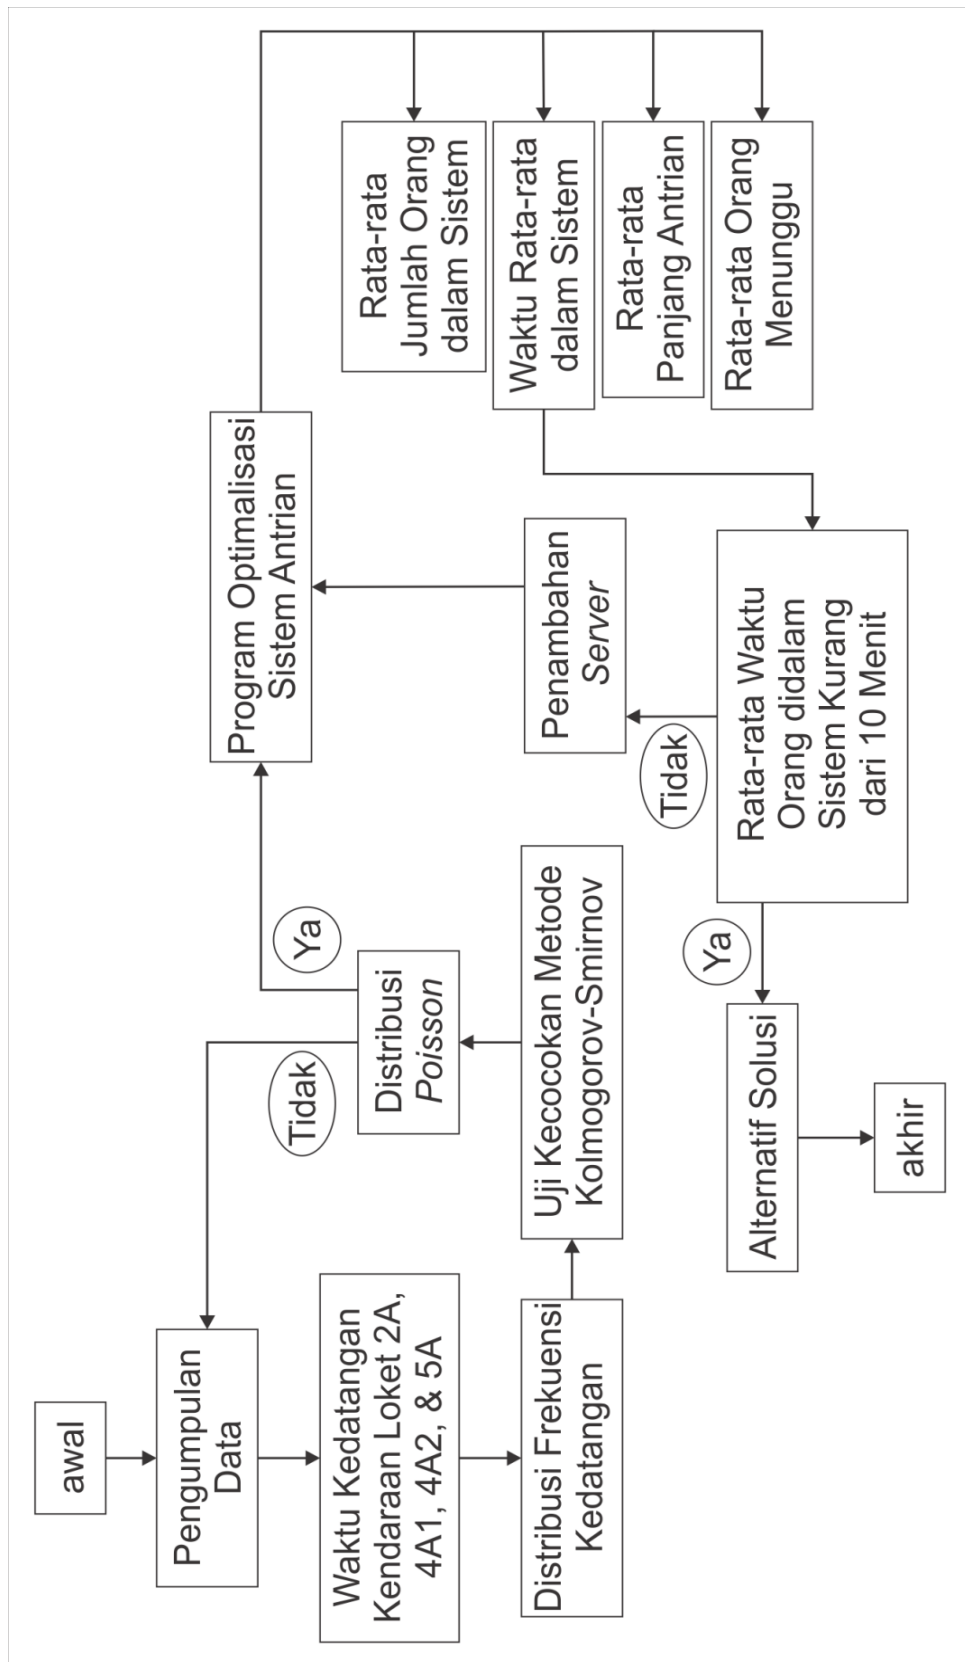 awal
Pengumpulan
Data
Waktu Kedatangan
Kendaraan Loket 2A,
4A1, 4A2, & 5A
Distribusi Frekuensi
Kedatangan
Uji Kecocokan Metode
Kolmogorov-Smirnov
Distribusi
Poisson
Tidak
Ya
Program Optimalisasi
Sistem Antrian
Rata-rata
Jumlah Orang
dalam Sistem
Waktu Rata-rata
dalam Sistem
Rata-rata
Panjang Antrian
Rata-rata Orang
Menunggu
Rata-rata Waktu
Orang didalam
Sistem Kurang
dari 10 Menit
Tidak
Penambahan
Server
Ya
Alternatif Solusi
akhir